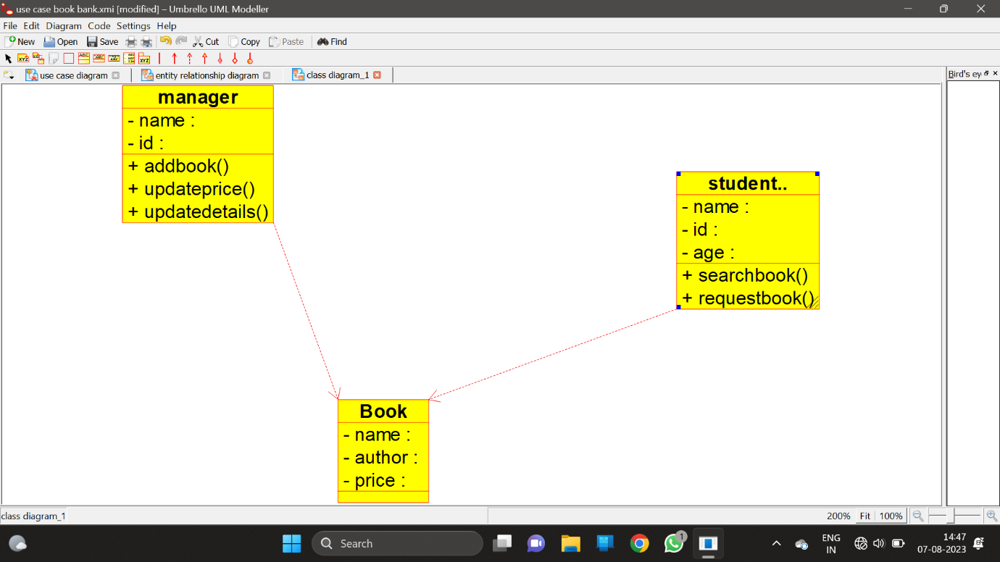 use case book bank.xmi [modified] – Umbrello UML Modeller
File Edit Diagram Code Settings Help
New Open Save Cut Copy Paste Find
use case diagram entity relationship diagram class diagram_1 Bird's ey
manager
- name :
- id :
+ addbook()
+ updateprice()
+ updatedetails()
student..
- name :
- id :
- age :
+ searchbook()
+ requestbook()
Book
- name :
- author :
- price :
class diagram_1 200% Fit 100%
Search
1
ENG
IN
14:47
07-08-2023